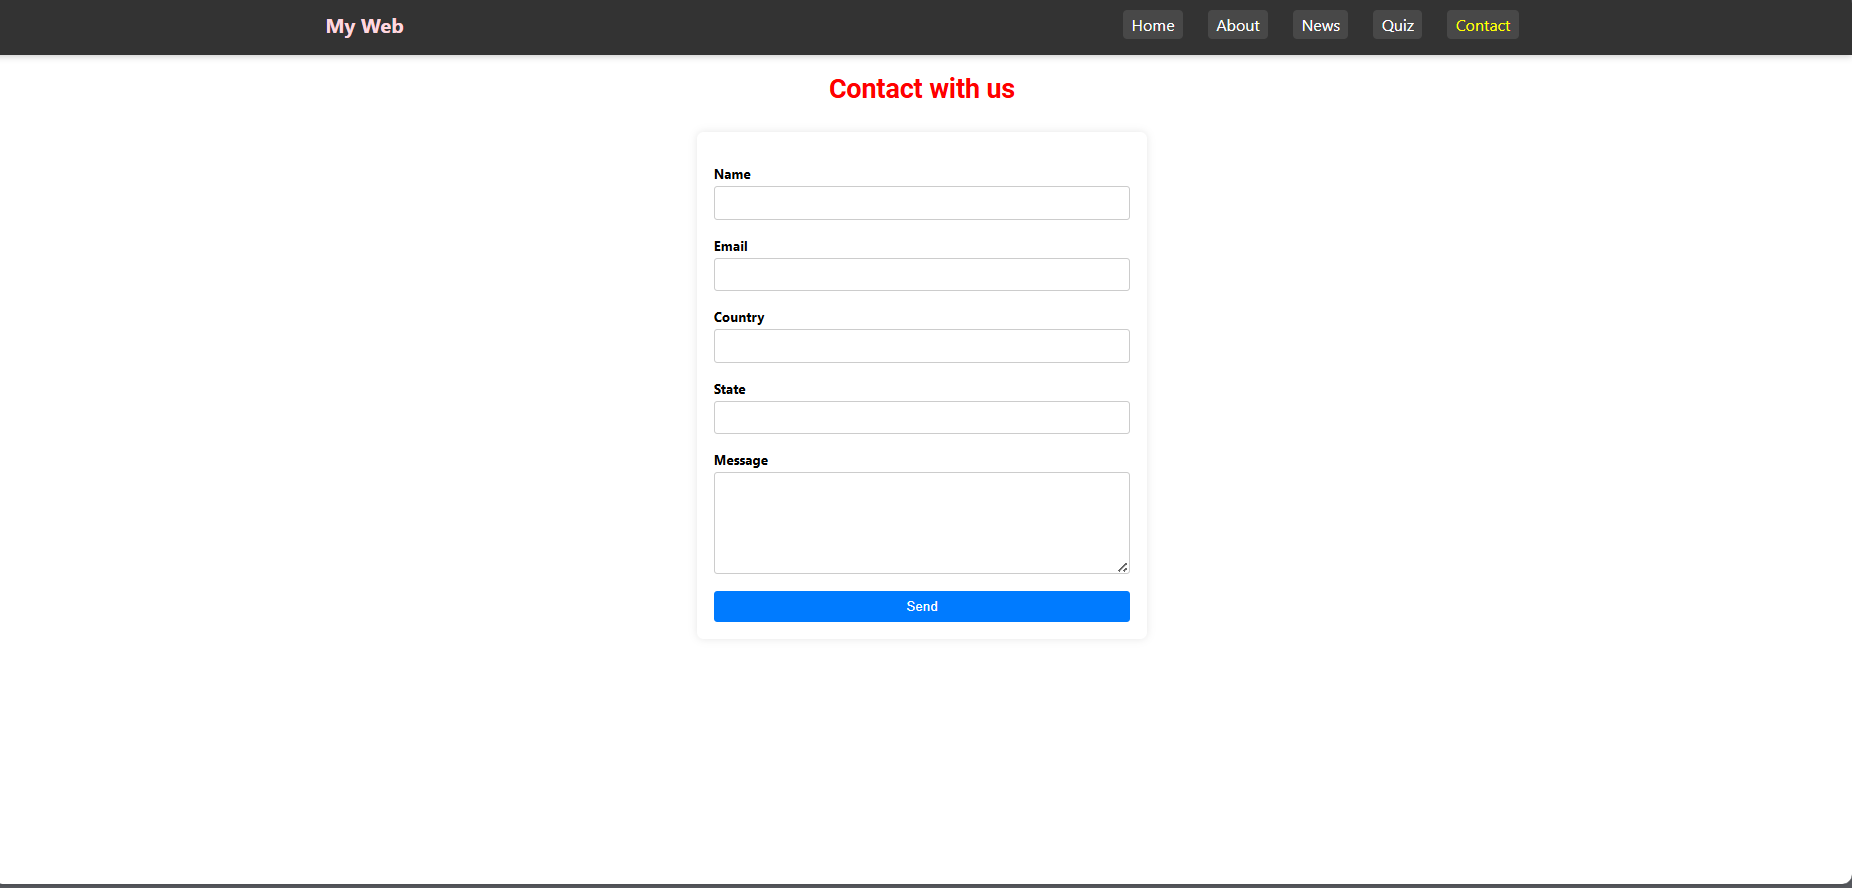 My Web Home About News Quiz Contact
Contact with us
Name
Email
Country
State
Message
Send